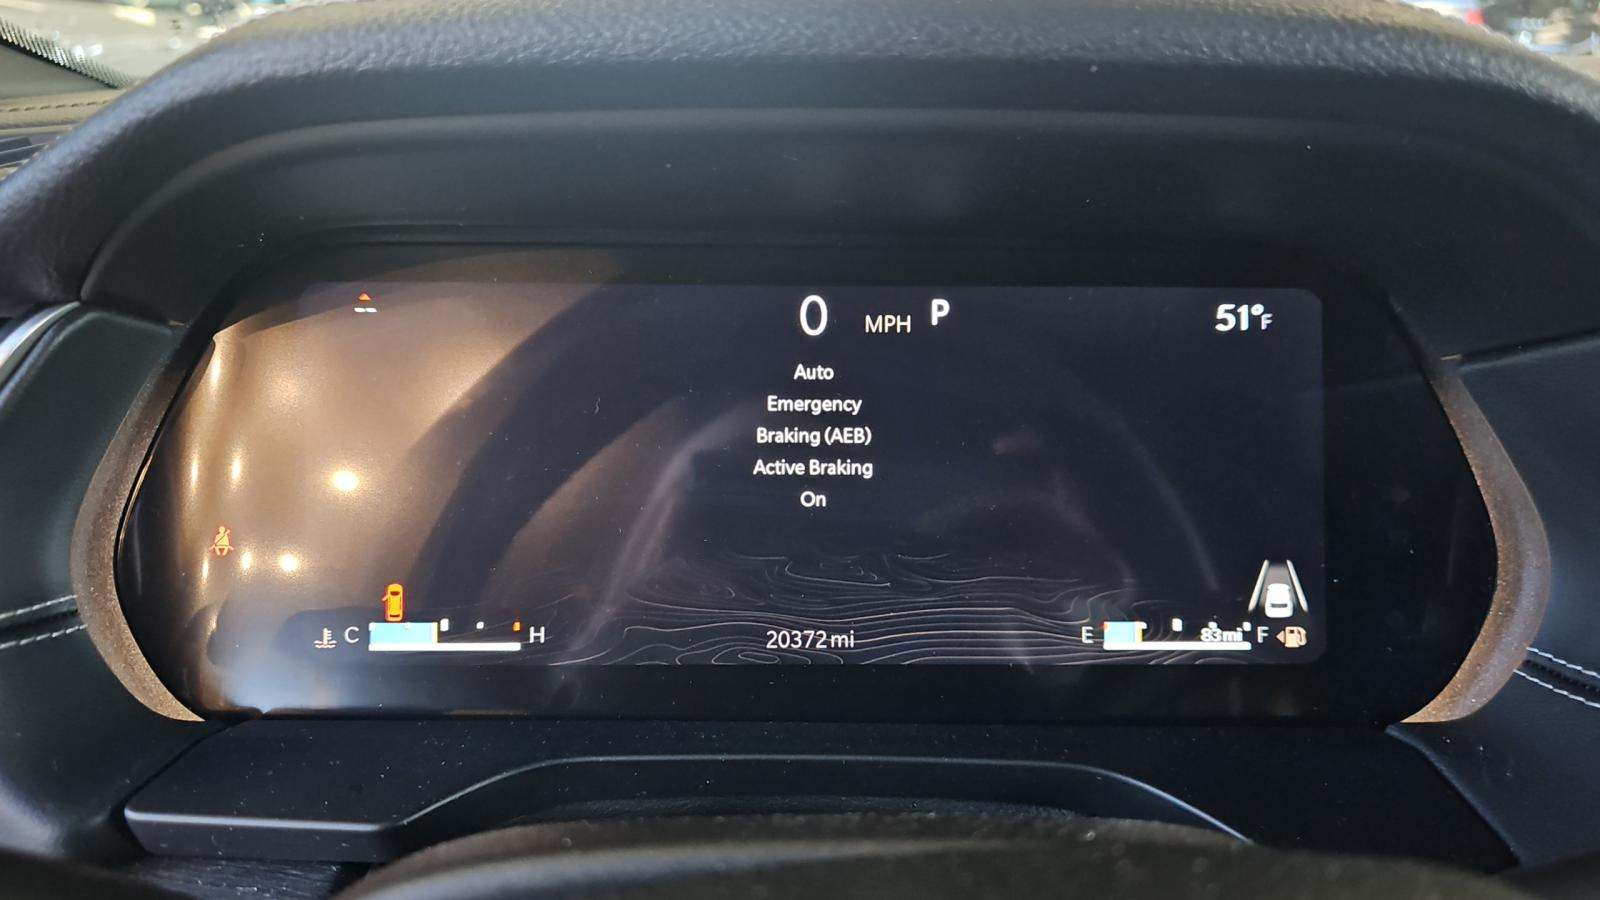 0 MPH P
51°F
Auto
Emergency
Braking (AEB)
Active Braking
On
C H
20372 mi
E 83mi F